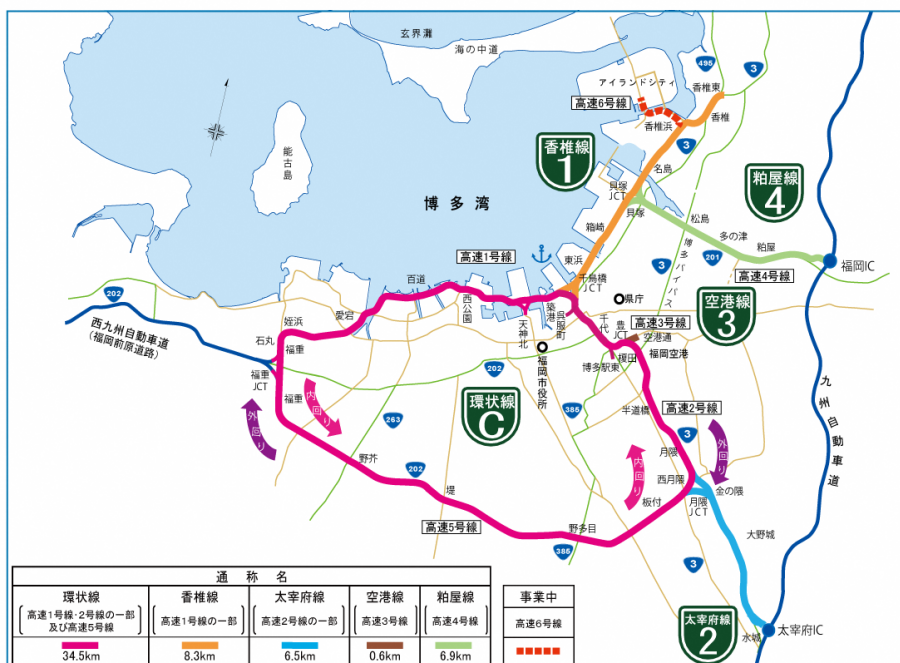 玄界灘
海の中道
495
3
アイランドシティ
香椎東
高速6号線
香椎
香椎浜
3
能古島
香椎線
1
名島
粕屋線
4
貝塚
JCT
博多湾
貝塚
松島
箱崎
多の津
粕屋
201
博多バイパス
3
高速4号線
福岡IC
高速1号線
東浜
千鳥橋
JCT
県庁
空港線
3
百道
西公園
202
愛宕
天神北
築港
呉服町
千代
豊
JCT
高速3号線
空港通
姪浜
西九州自動車道
(福岡前原道路)
石丸
福重
福岡空港
榎田
博多駅東
福岡市役所
福重
JCT
202
環状線
C
385
高速2号線
福重
内回り
外回り
263
半道橋
3
九州自動車道
外回り
内回り
月隈
野芥
西月隈
金の隈
202
板付
月隈
JCT
堤
高速5号線
大野城
野多目
385
3
太宰府線
2
水城
太宰府IC
通称名
環状線
高速1号線・2号線の一部
及び高速5号線
34.5km
香椎線
高速1号線の一部
8.3km
太宰府線
高速2号線の一部
6.5km
空港線
高速3号線
0.6km
粕屋線
高速4号線
6.9km
事業中
高速6号線